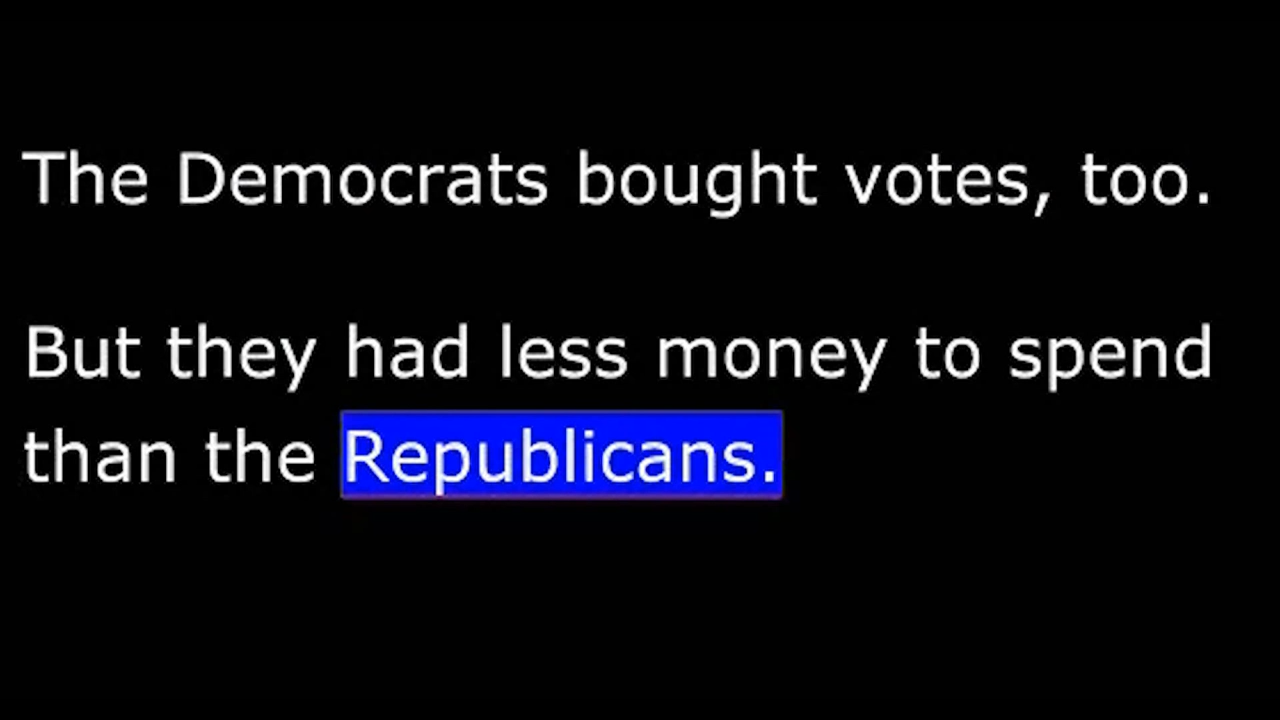 The Democrats bought votes, too.
But they had less money to spend
than the Republicans.